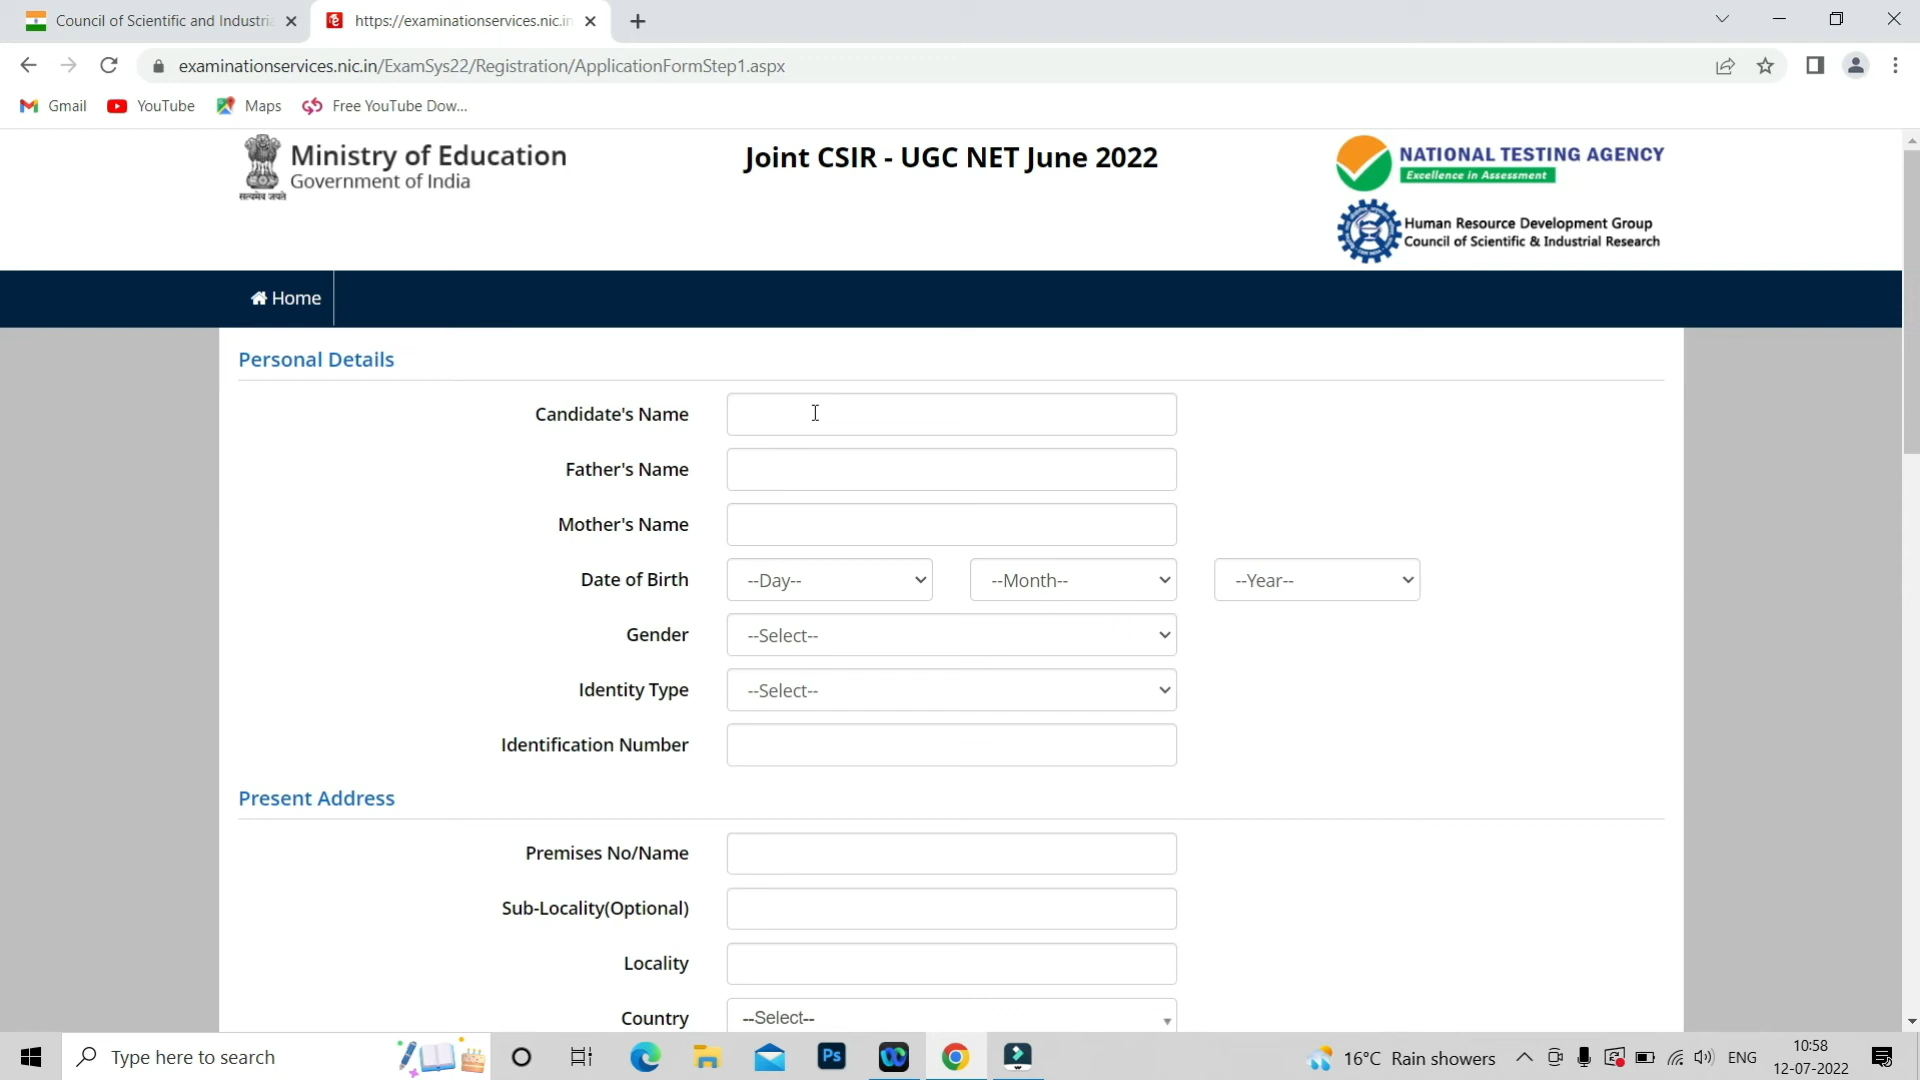 Council of Scientific and Industri
https://examinationservices.nic.in
examinationservices.nic.in/ExamSys22/Registration/ApplicationFormStep1.aspx
Gmail
YouTube
Maps
Free YouTube Dow...
Ministry of Education
Government of India
सत्यमेव जयते
Joint CSIR - UGC NET June 2022
NATIONAL TESTING AGENCY
Excellence in Assessment
Human Resource Development Group
Council of Scientific & Industrial Research
Home
Personal Details
Candidate's Name
Father's Name
Mother's Name
Date of Birth --Day-- --Month-- --Year--
Gender --Select--
Identity Type --Select--
Identification Number
Present Address
Premises No/Name
Sub-Locality(Optional)
Locality
Country --Select--
Type here to search
Ps
16°C Rain showers
ENG
10:58
12-07-2022